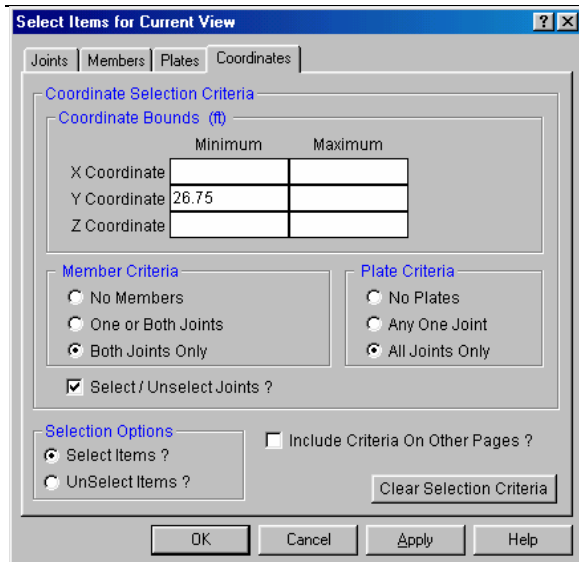 Select Items for Current View
Joints Members Plates Coordinates
Coordinate Selection Criteria
Coordinate Bounds (ft)
Minimum Maximum
X Coordinate
Y Coordinate 26.75
Z Coordinate
Member Criteria
No Members
One or Both Joints
Both Joints Only
Plate Criteria
No Plates
Any One Joint
All Joints Only
Select / Unselect Joints ?
Selection Options
Select Items ?
UnSelect Items ?
Include Criteria On Other Pages ?
Clear Selection Criteria
OK Cancel Apply Help